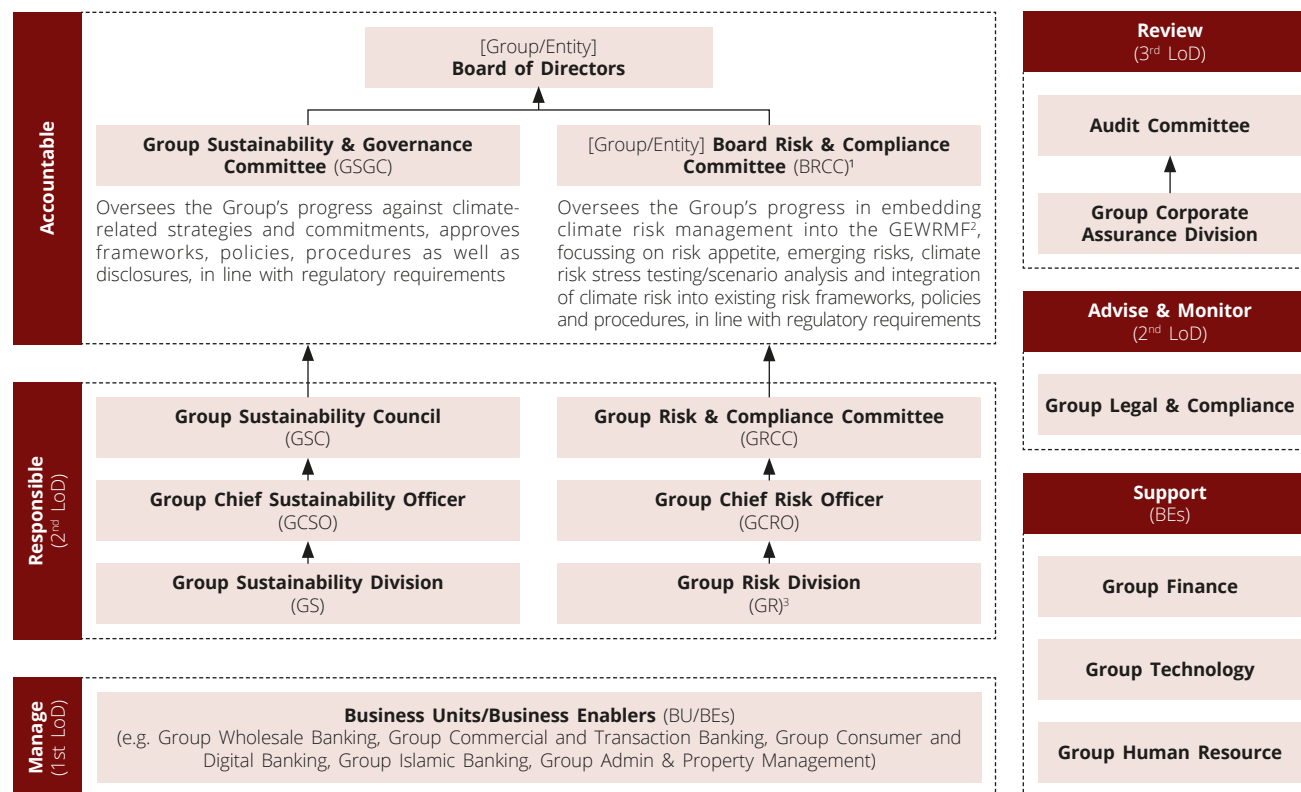 Accountable
[Group/Entity]
Board of Directors
Group Sustainability & Governance
Committee (GSGC)
Oversees the Group's progress against climate-
related strategies and commitments, approves
frameworks, policies, procedures as well as
disclosures, in line with regulatory requirements
[Group/Entity] Board Risk & Compliance
Committee (BRCC)¹
Oversees the Group's progress in embedding
climate risk management into the GEWRMF²,
focussing on risk appetite, emerging risks, climate
risk stress testing/scenario analysis and integration
of climate risk into existing risk frameworks, policies
and procedures, in line with regulatory requirements
Responsible
(2nd LoD)
Group Sustainability Council
(GSC)
Group Chief Sustainability Officer
(GCSO)
Group Sustainability Division
(GS)
Group Risk & Compliance Committee
(GRCC)
Group Chief Risk Officer
(GCRO)
Group Risk Division
(GR)³
Manage
(1st LoD)
Business Units/Business Enablers (BU/BEs)
(e.g. Group Wholesale Banking, Group Commercial and Transaction Banking, Group Consumer and
Digital Banking, Group Islamic Banking, Group Admin & Property Management)
Review
(3rd LoD)
Audit Committee
Group Corporate
Assurance Division
Advise & Monitor
(2nd LoD)
Group Legal & Compliance
Support
(BEs)
Group Finance
Group Technology
Group Human Resource